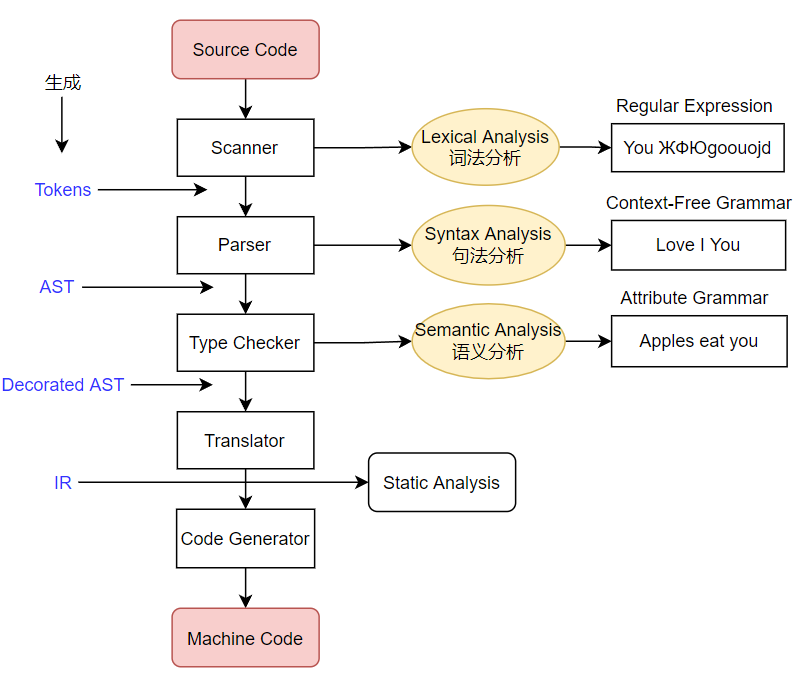 Source Code
生成
Regular Expression
Scanner
Lexical Analysis
词法分析
You ЖФЮgoouojd
Tokens
Context-Free Grammar
Parser
Syntax Analysis
句法分析
Love I You
AST
Attribute Grammar
Type Checker
Semantic Analysis
语义分析
Apples eat you
Decorated AST
Translator
IR
Static Analysis
Code Generator
Machine Code